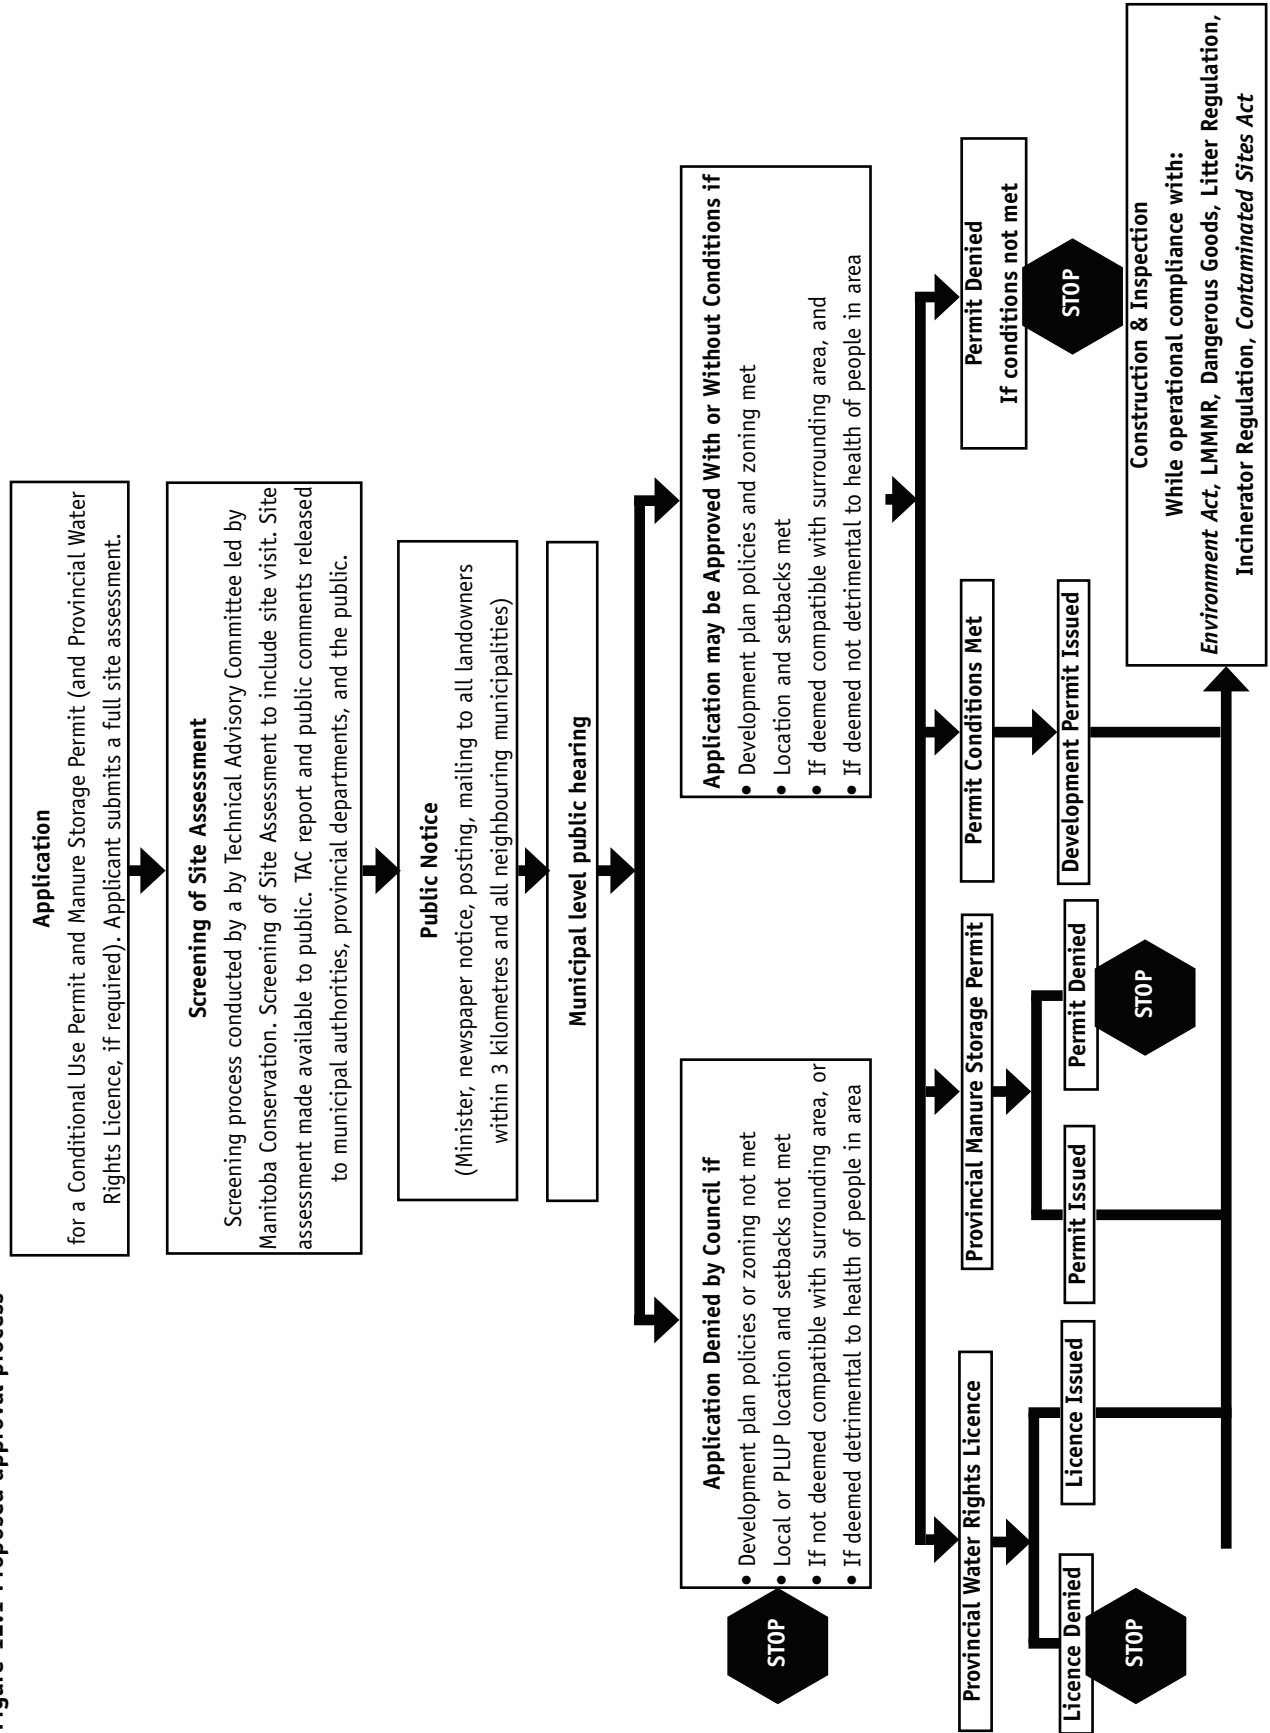 Figure 12.1 Proposed approval process
Application
for a Conditional Use Permit and Manure Storage Permit (and Provincial Water
Rights Licence, if required). Applicant submits a full site assessment.
Screening of Site Assessment
Screening process conducted by a by Technical Advisory Committee led by
Manitoba Conservation. Screening of Site Assessment to include site visit. Site
assessment made available to public. TAC report and public comments released
to municipal authorities, provincial departments, and the public.
Public Notice
(Minister, newspaper notice, posting, mailing to all landowners
within 3 kilometres and all neighbouring municipalities)
Municipal level public hearing
STOP
Application Denied by Council if
• Development plan policies or zoning not met
• Local or PLUP location and setbacks not met
• If not deemed compatible with surrounding area, or
• If deemed detrimental to health of people in area
Application may be Approved With or Without Conditions if
• Development plan policies and zoning met
• Location and setbacks met
• If deemed compatible with surrounding area, and
• If deemed not detrimental to health of people in area
Provincial Water Rights Licence
Licence Denied
STOP
Licence Issued
Provincial Manure Storage Permit
Permit Issued
Permit Denied
STOP
Permit Conditions Met
Development Permit Issued
Permit Denied
If conditions not met
STOP
Construction & Inspection
While operational compliance with:
Environment Act, LMMMR, Dangerous Goods, Litter Regulation,
Incinerator Regulation, Contaminated Sites Act